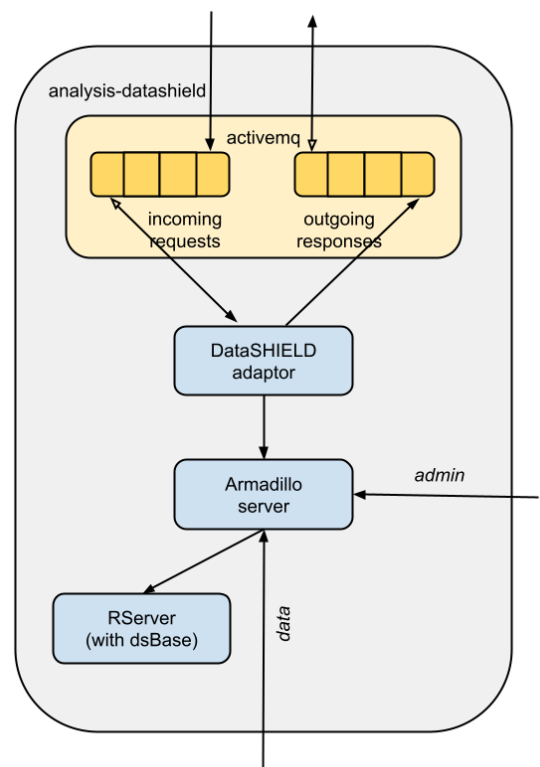 analysis-datashield
activemq
incoming
requests
outgoing
responses
DataSHIELD
adaptor
Armadillo
server
admin
RServer
(with dsBase)
data